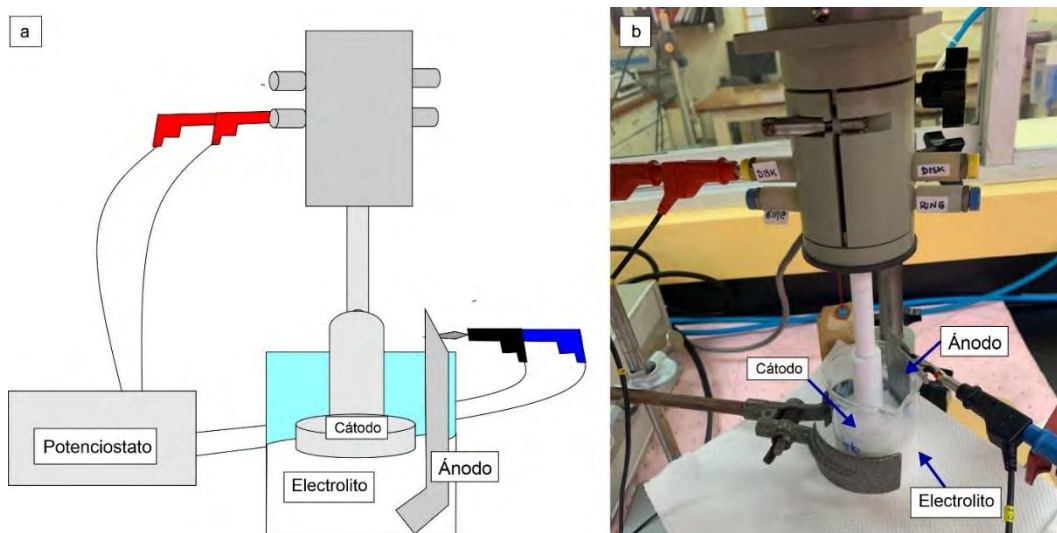 a
Potenciostato
Cátodo
Electrolito
Ánodo
b
DISK
DISK
RING
Ánodo
Cátodo
Electrolito